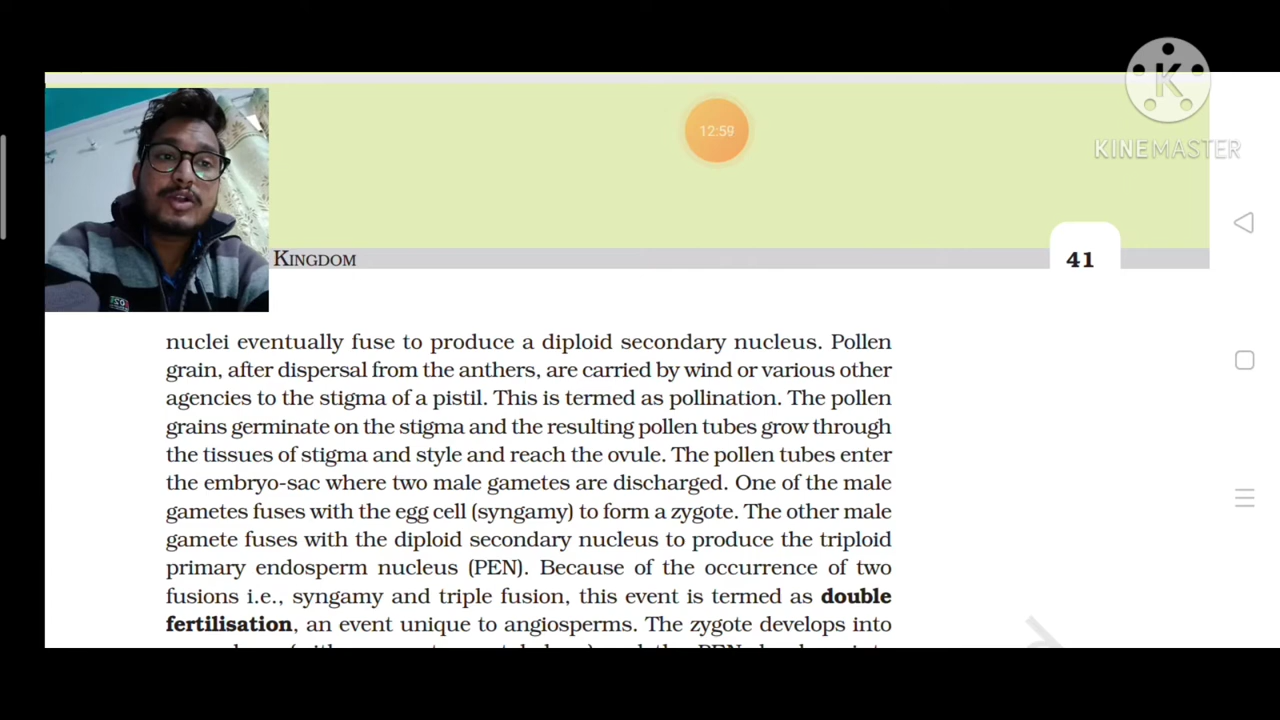 12:59
KINEMASTER
KINGDOM
41
nuclei eventually fuse to produce a diploid secondary nucleus. Pollen
grain, after dispersal from the anthers, are carried by wind or various other
agencies to the stigma of a pistil. This is termed as pollination. The pollen
grains germinate on the stigma and the resulting pollen tubes grow through
the tissues of stigma and style and reach the ovule. The pollen tubes enter
the embryo-sac where two male gametes are discharged. One of the male
gametes fuses with the egg cell (syngamy) to form a zygote. The other male
gamete fuses with the diploid secondary nucleus to produce the triploid
primary endosperm nucleus (PEN). Because of the occurrence of two
fusions i.e., syngamy and triple fusion, this event is termed as double
fertilisation, an event unique to angiosperms. The zygote develops into